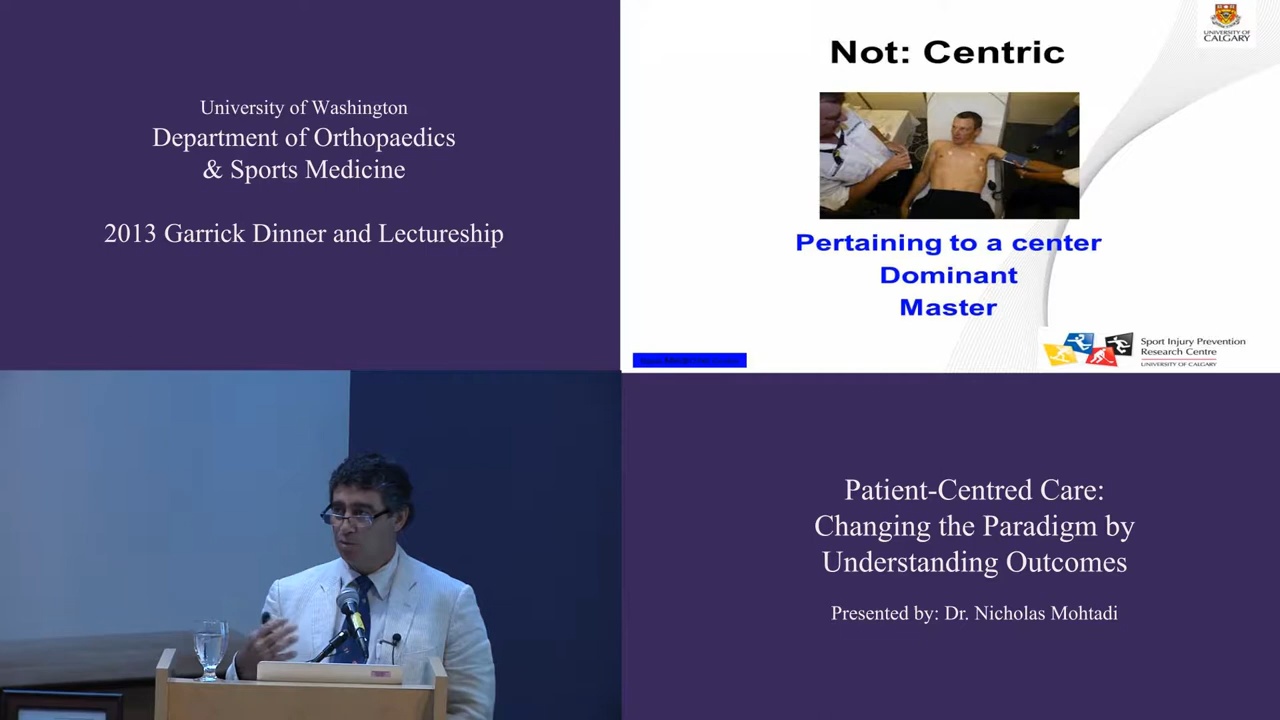 University of Washington
Department of Orthopaedics
& Sports Medicine
2013 Garrick Dinner and Lectureship
UNIVERSITY OF
CALGARY
Not: Centric
Pertaining to a center
Dominant
Master
Sport Injury Prevention
Research Centre
UNIVERSITY OF CALGARY
Patient-Centred Care:
Changing the Paradigm by
Understanding Outcomes
Presented by: Dr. Nicholas Mohtadi